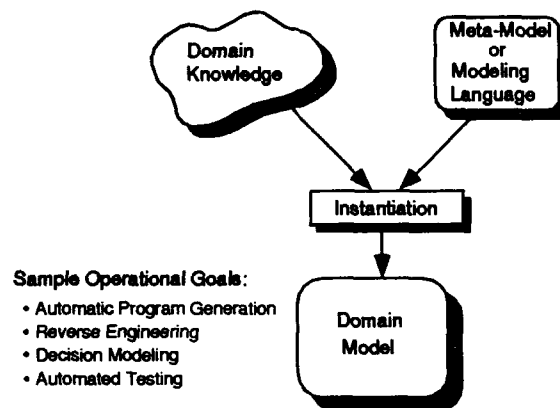 Domain
Knowledge
Meta-Model
or
Modeling
Language
Instantiation
Sample Operational Goals:
• Automatic Program Generation
• Reverse Engineering
• Decision Modeling
• Automated Testing
Domain
Model